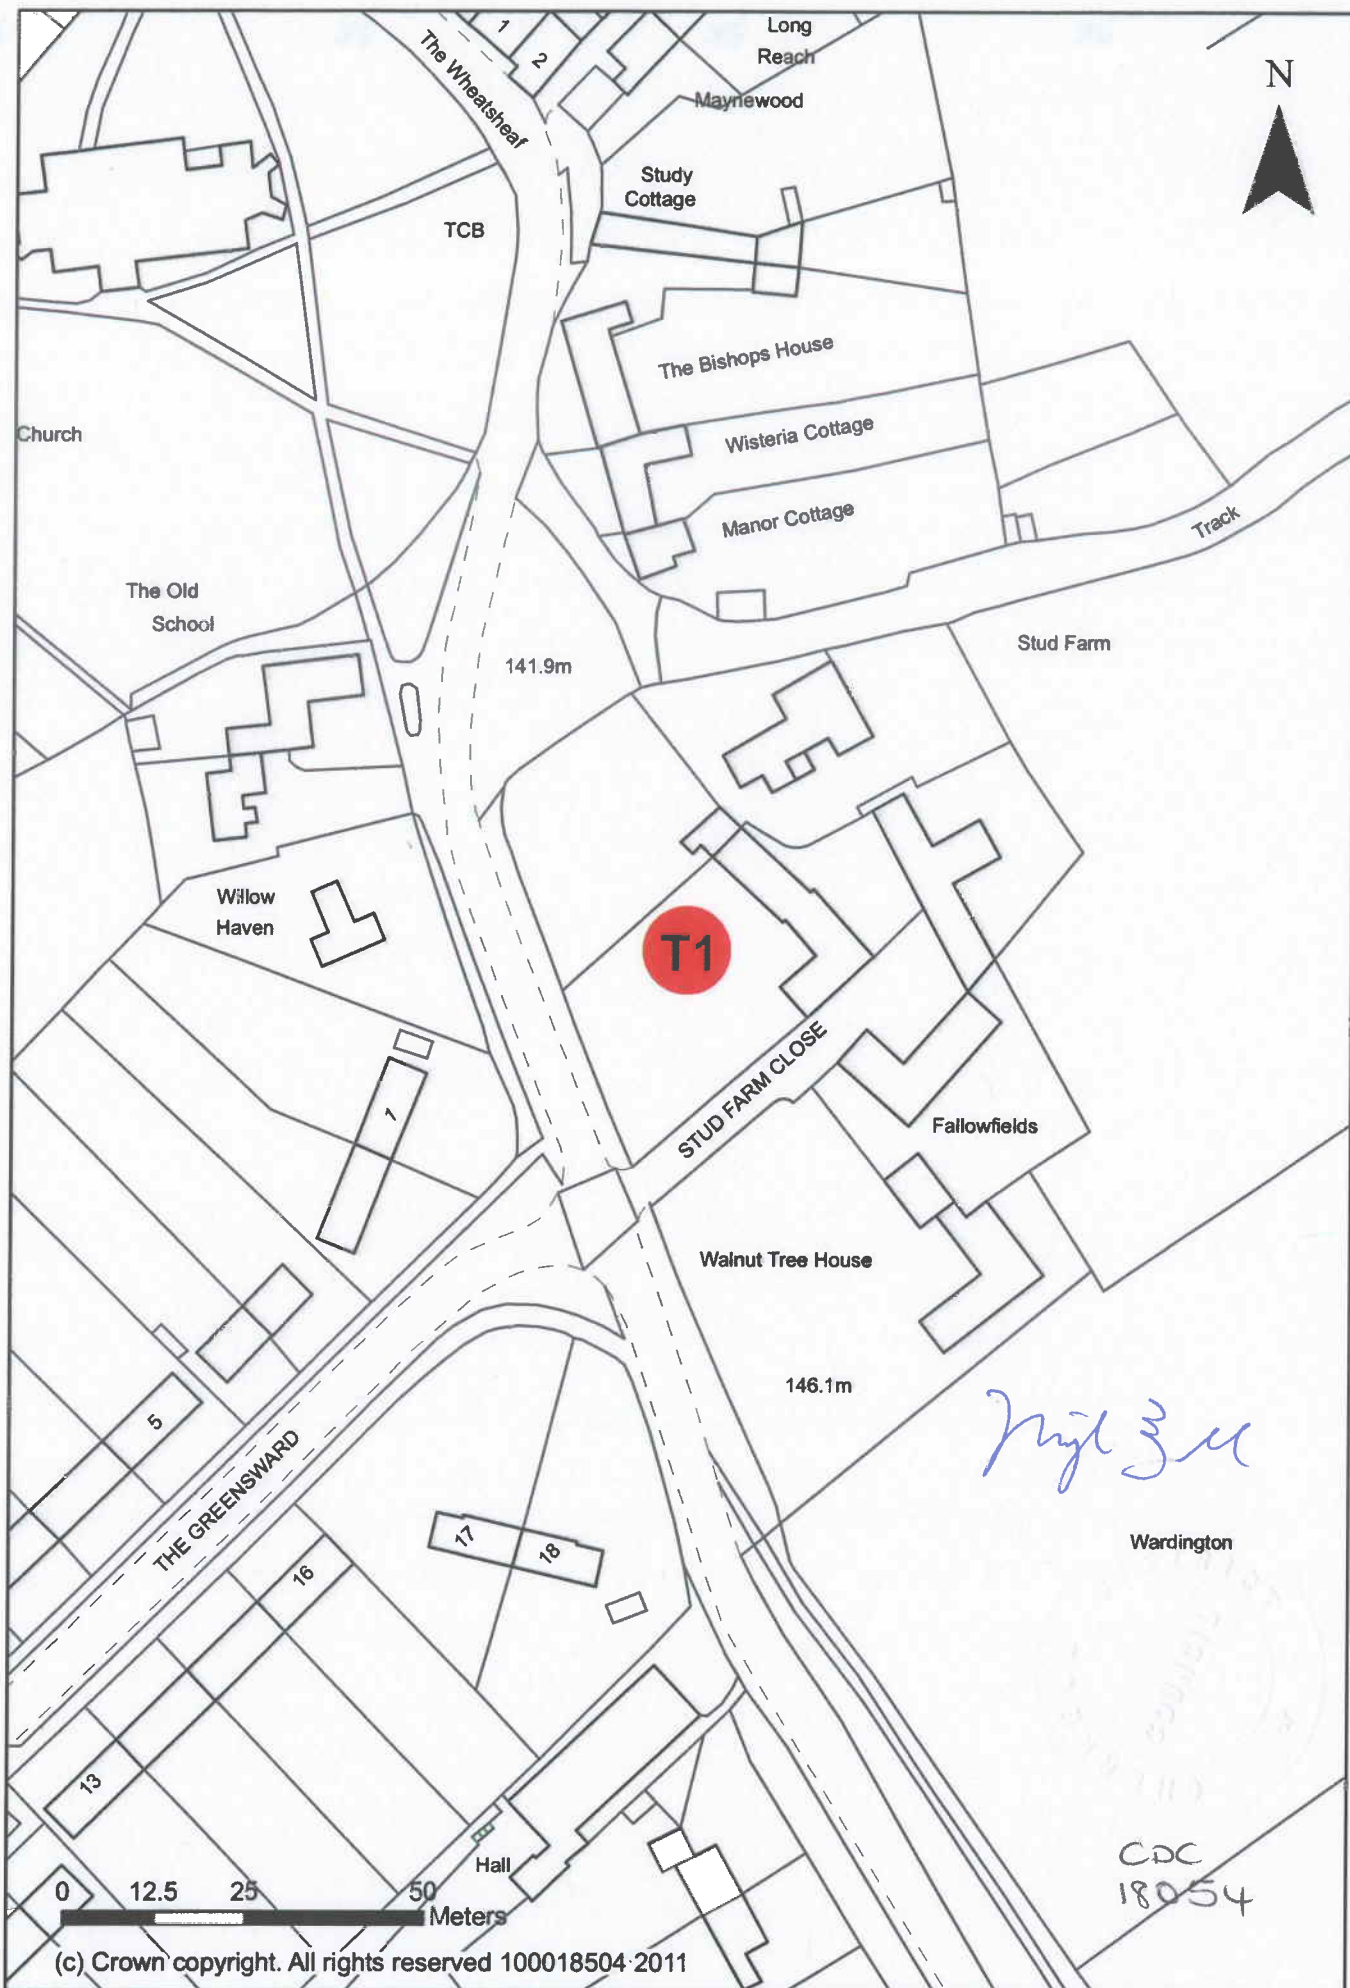 1
2
Long
Reach
The Wheatsheaf
N
Maynewood
Study
Cottage
TCB
The Bishops House
Church
Wisteria Cottage
Manor Cottage
Track
The Old
School
Stud Farm
141.9m
Willow
Haven
T1
STUD FARM CLOSE
1
Fallowfields
Walnut Tree House
146.1m
5
THE GREENSWARD
17
18
Wardington
16
13
CDC
18054
Hall
0 12.5 25 50
Meters
(c) Crown copyright. All rights reserved 100018504 2011